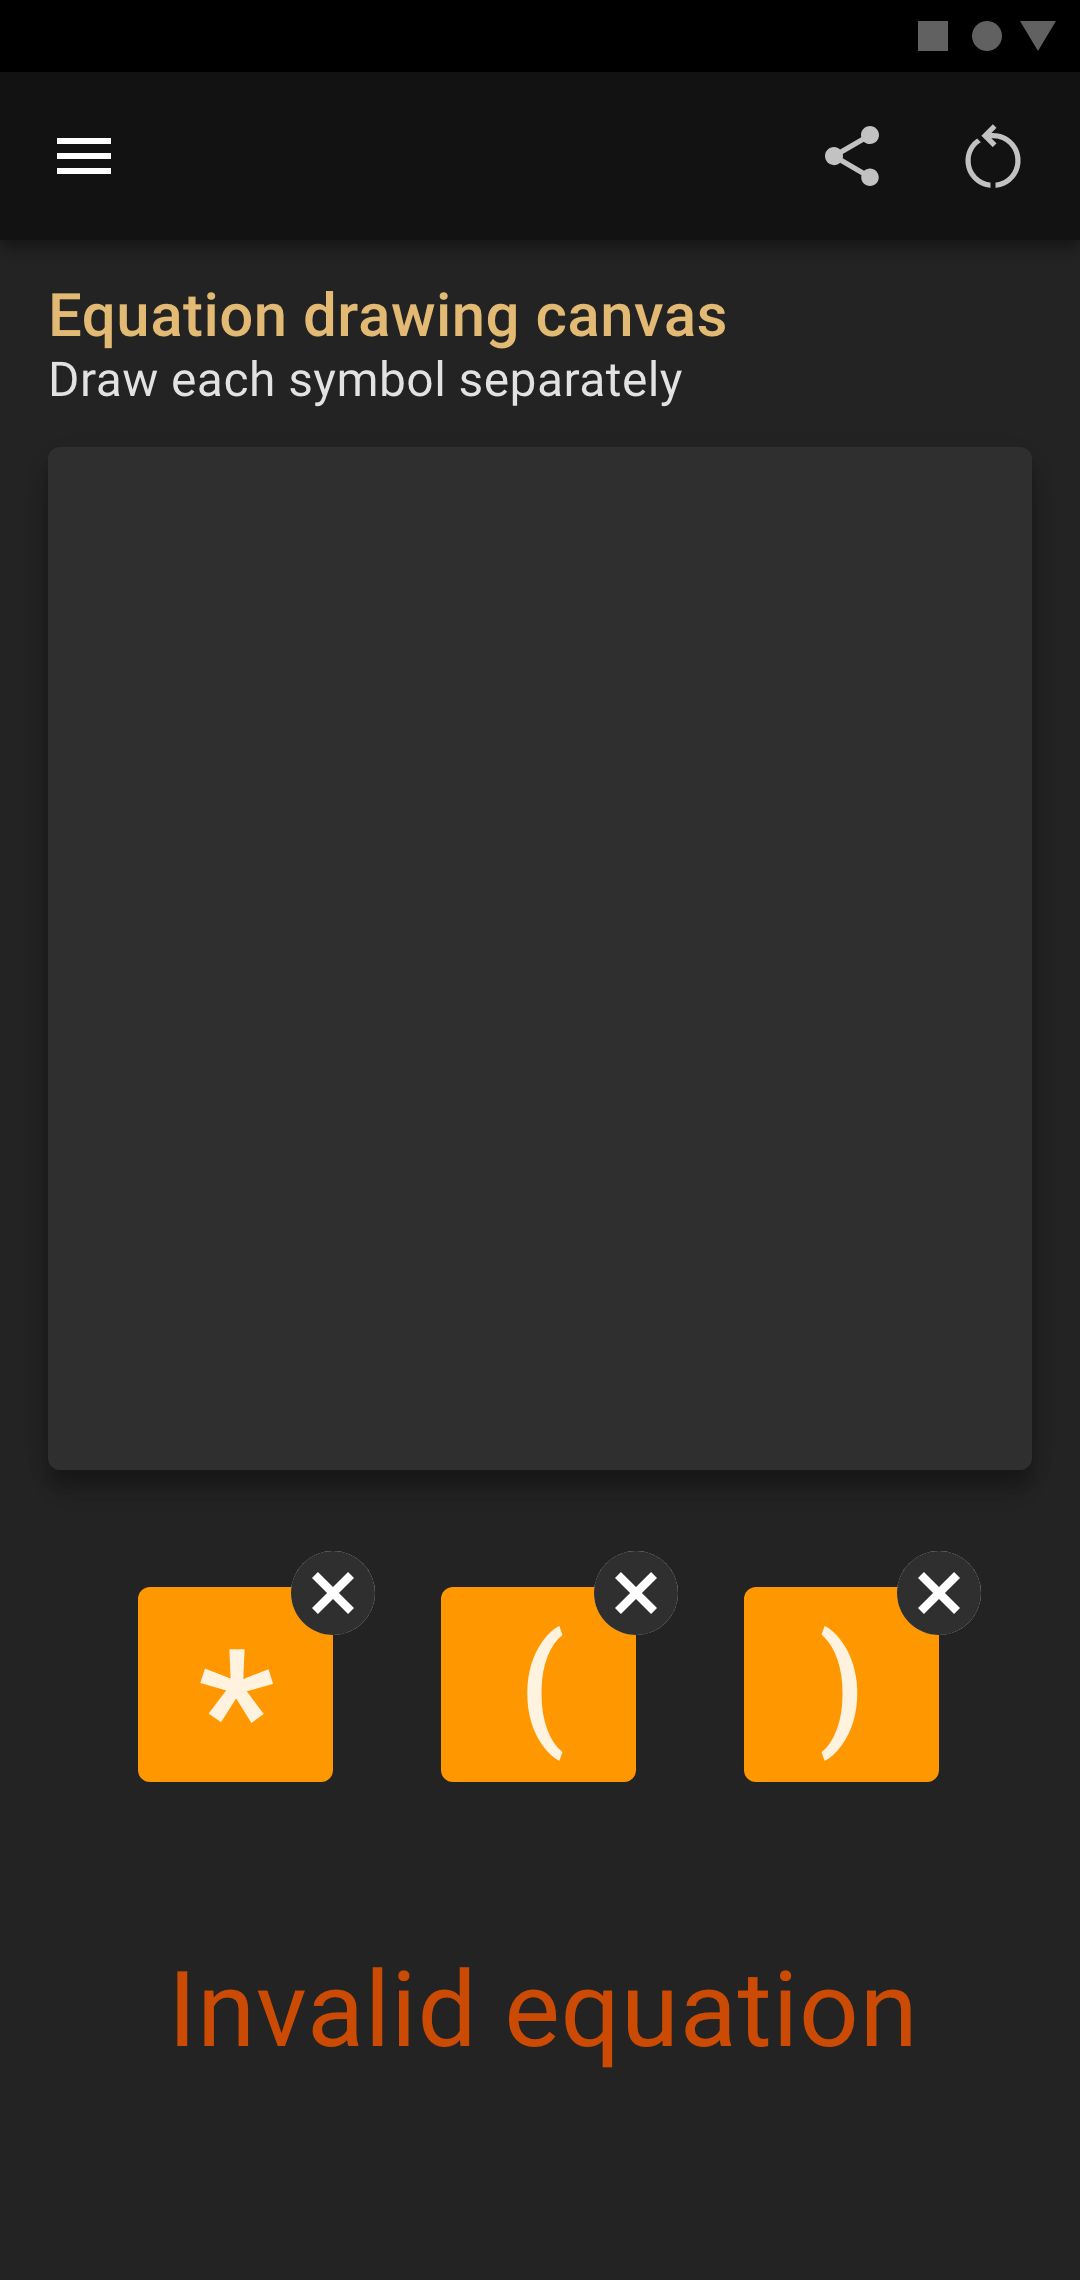 Equation drawing canvas
Draw each symbol separately
* ( )
Invalid equation